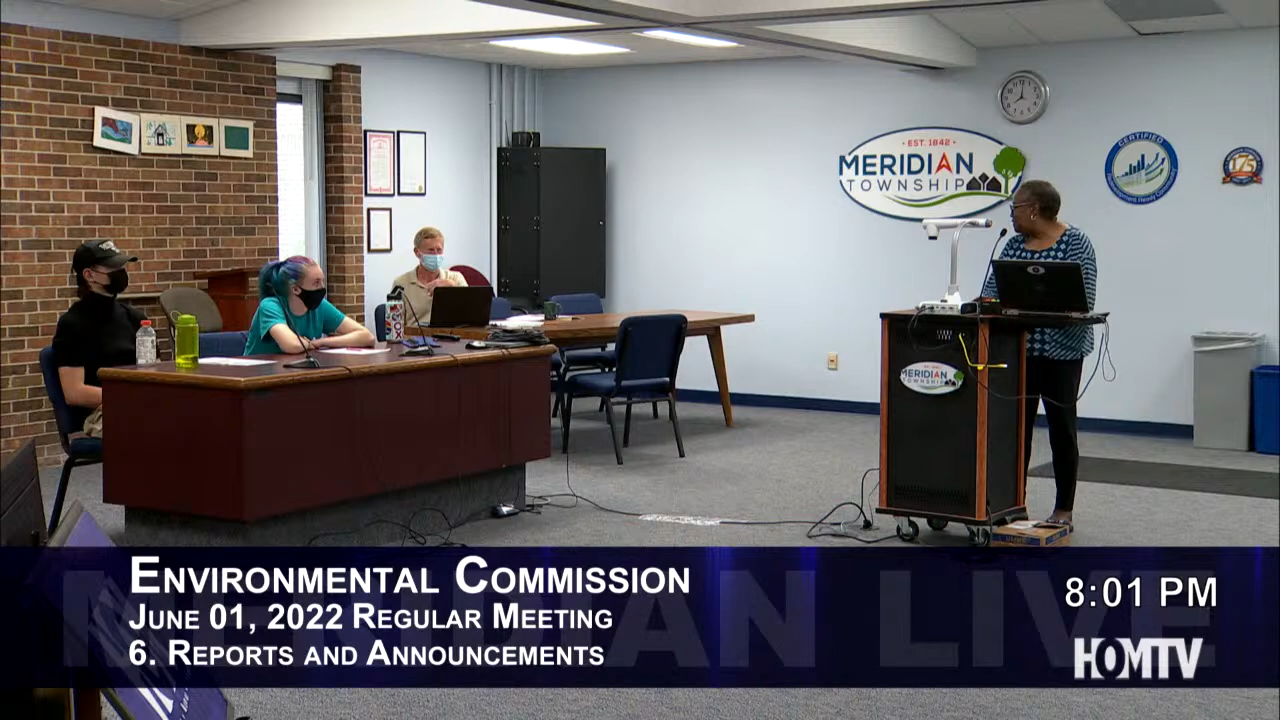 • EST. 1842 •
MERIDIAN
TOWNSHIP
CERTIFIED
175
MERIDIAN
TOWNSHIP
MERIDIAN LIVE
ENVIRONMENTAL COMMISSION
JUNE 01, 2022 REGULAR MEETING
6. REPORTS AND ANNOUNCEMENTS
8:01 PM
HOMTV